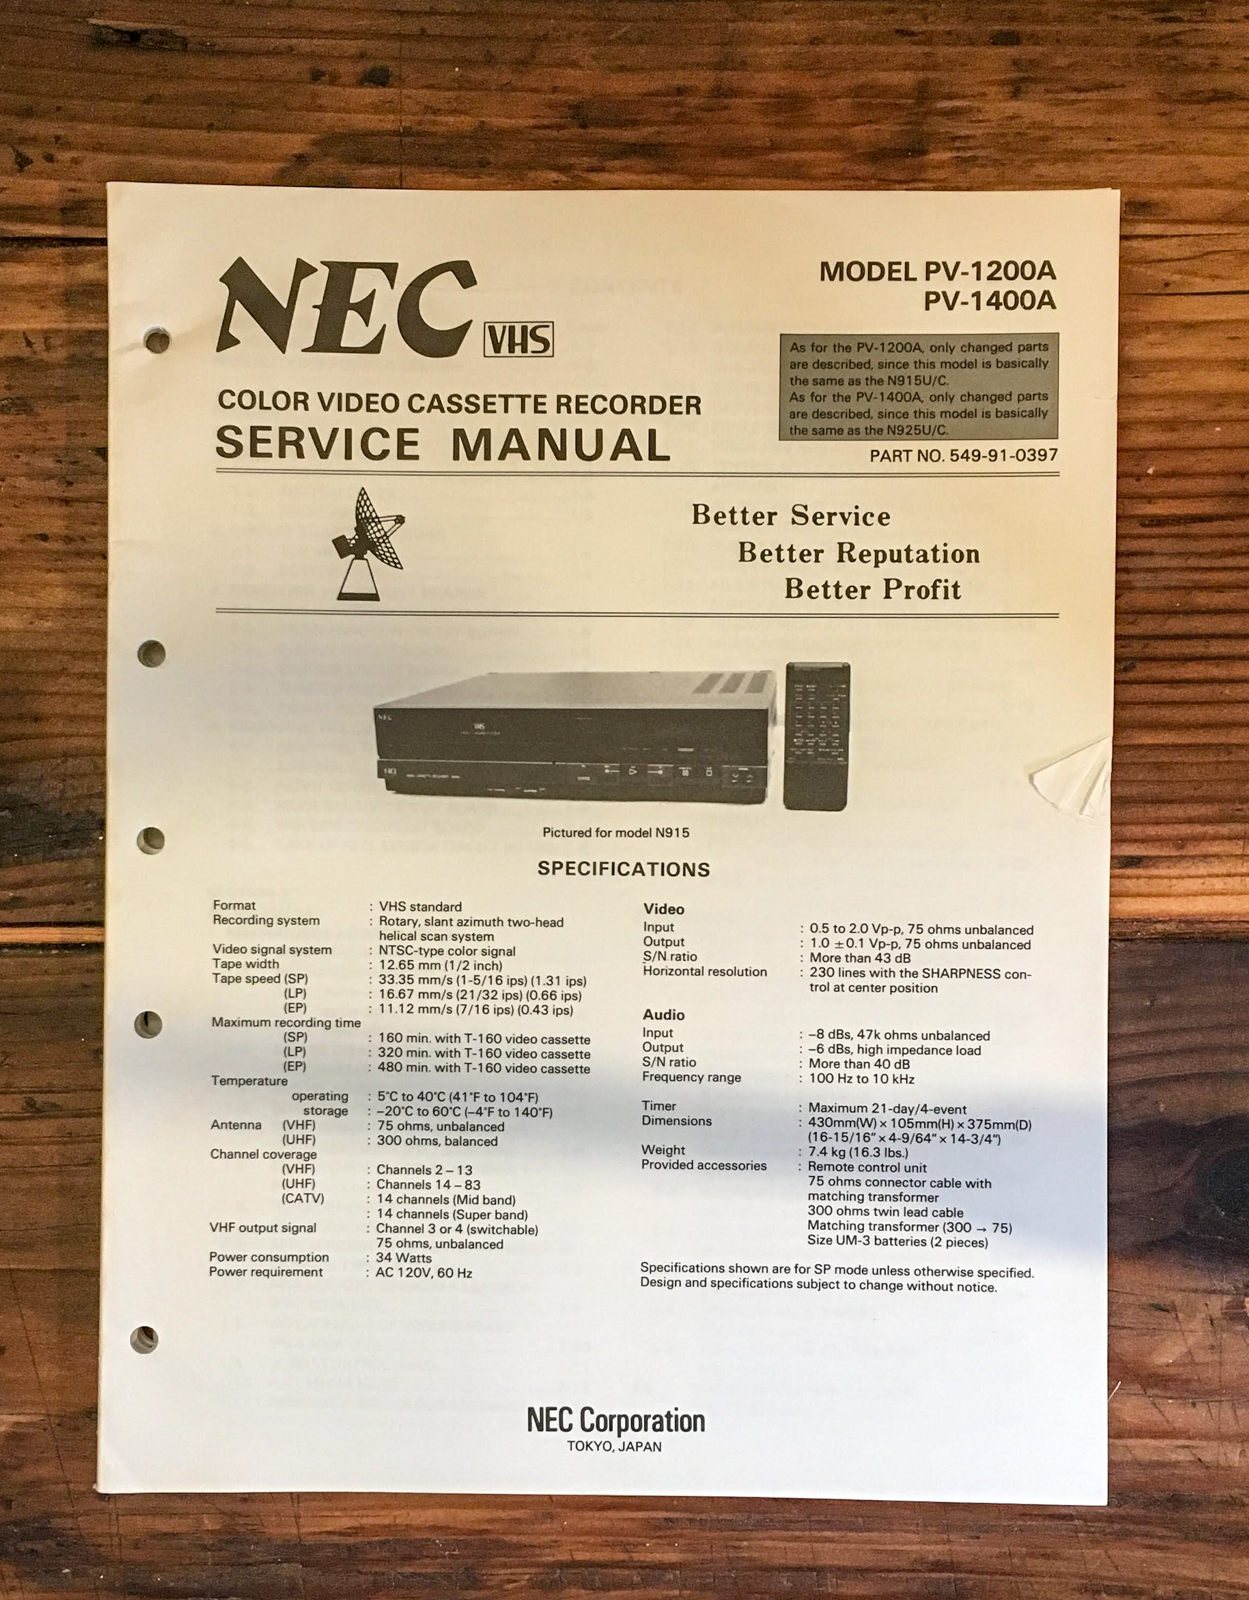 NEC VHS
COLOR VIDEO CASSETTE RECORDER
SERVICE MANUAL
MODEL PV-1200A
PV-1400A
As for the PV-1200A, only changed parts
are described, since this model is basically
the same as the N915U/C.
As for the PV-1400A, only changed parts
are described, since this model is basically
the same as the N925U/C.
PART NO. 549-91-0397
Better Service
Better Reputation
Better Profit
NEC
VHS
Pictured for model N915
SPECIFICATIONS
Format : VHS standard
Recording system : Rotary, slant azimuth two-head
helical scan system
Video signal system : NTSC-type color signal
Tape width : 12.65 mm (1/2 inch)
Tape speed (SP) : 33.35 mm/s (1-5/16 ips) (1.31 ips)
(LP) : 16.67 mm/s (21/32 ips) (0.66 ips)
(EP) : 11.12 mm/s (7/16 ips) (0.43 ips)
Maximum recording time
(SP) : 160 min. with T-160 video cassette
(LP) : 320 min. with T-160 video cassette
(EP) : 480 min. with T-160 video cassette
Temperature
operating : 5°C to 40°C (41°F to 104°F)
storage : –20°C to 60°C (–4°F to 140°F)
Antenna (VHF) : 75 ohms, unbalanced
(UHF) : 300 ohms, balanced
Channel coverage
(VHF) : Channels 2 – 13
(UHF) : Channels 14 – 83
(CATV) : 14 channels (Mid band)
: 14 channels (Super band)
VHF output signal : Channel 3 or 4 (switchable)
75 ohms, unbalanced
Power consumption : 34 Watts
Power requirement : AC 120V, 60 Hz
Video
Input : 0.5 to 2.0 Vp-p, 75 ohms unbalanced
Output : 1.0 ±0.1 Vp-p, 75 ohms unbalanced
S/N ratio : More than 43 dB
Horizontal resolution : 230 lines with the SHARPNESS con-
trol at center position
Audio
Input : –8 dBs, 47k ohms unbalanced
Output : –6 dBs, high impedance load
S/N ratio : More than 40 dB
Frequency range : 100 Hz to 10 kHz
Timer : Maximum 21-day/4-event
Dimensions : 430mm(W) × 105mm(H) × 375mm(D)
(16-15/16″ × 4-9/64″ × 14-3/4″)
Weight : 7.4 kg (16.3 lbs.)
Provided accessories : Remote control unit
75 ohms connector cable with
matching transformer
300 ohms twin lead cable
Matching transformer (300 → 75)
Size UM-3 batteries (2 pieces)
Specifications shown are for SP mode unless otherwise specified.
Design and specifications subject to change without notice.
NEC Corporation
TOKYO, JAPAN